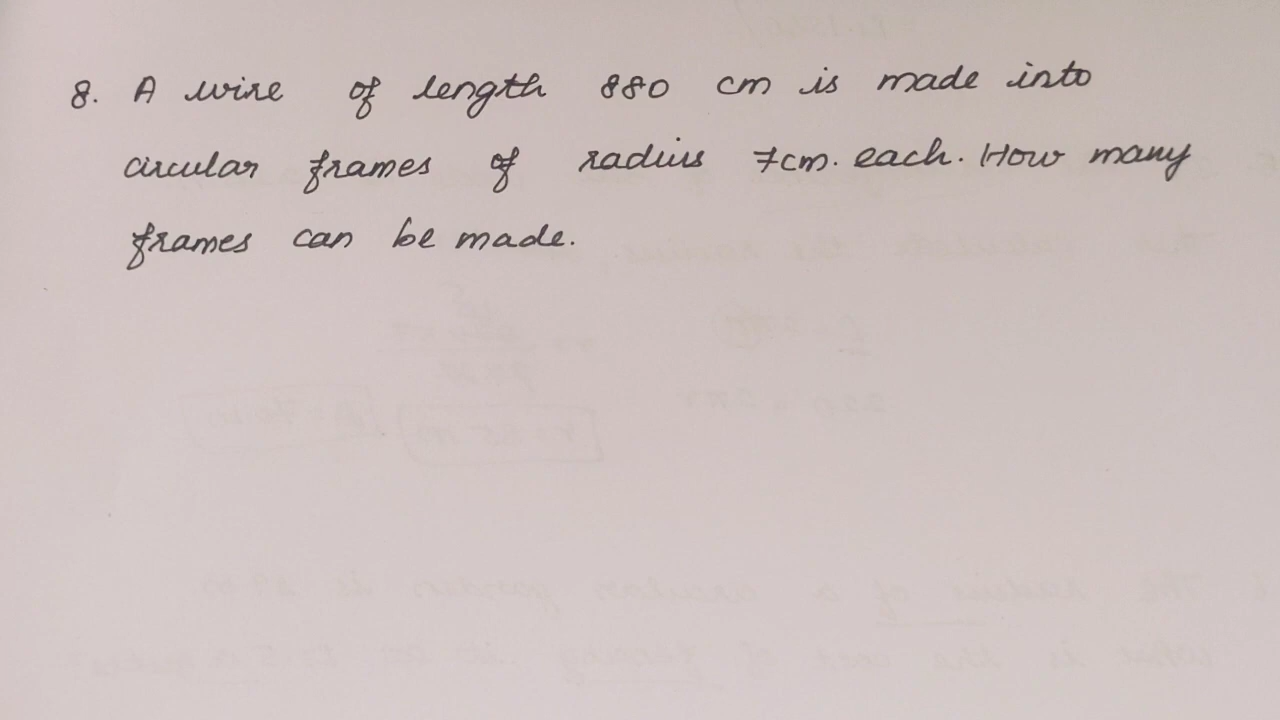 8. A wire of length 880 cm is made into
circular frames of radius 7cm. each. How many
frames can be made.